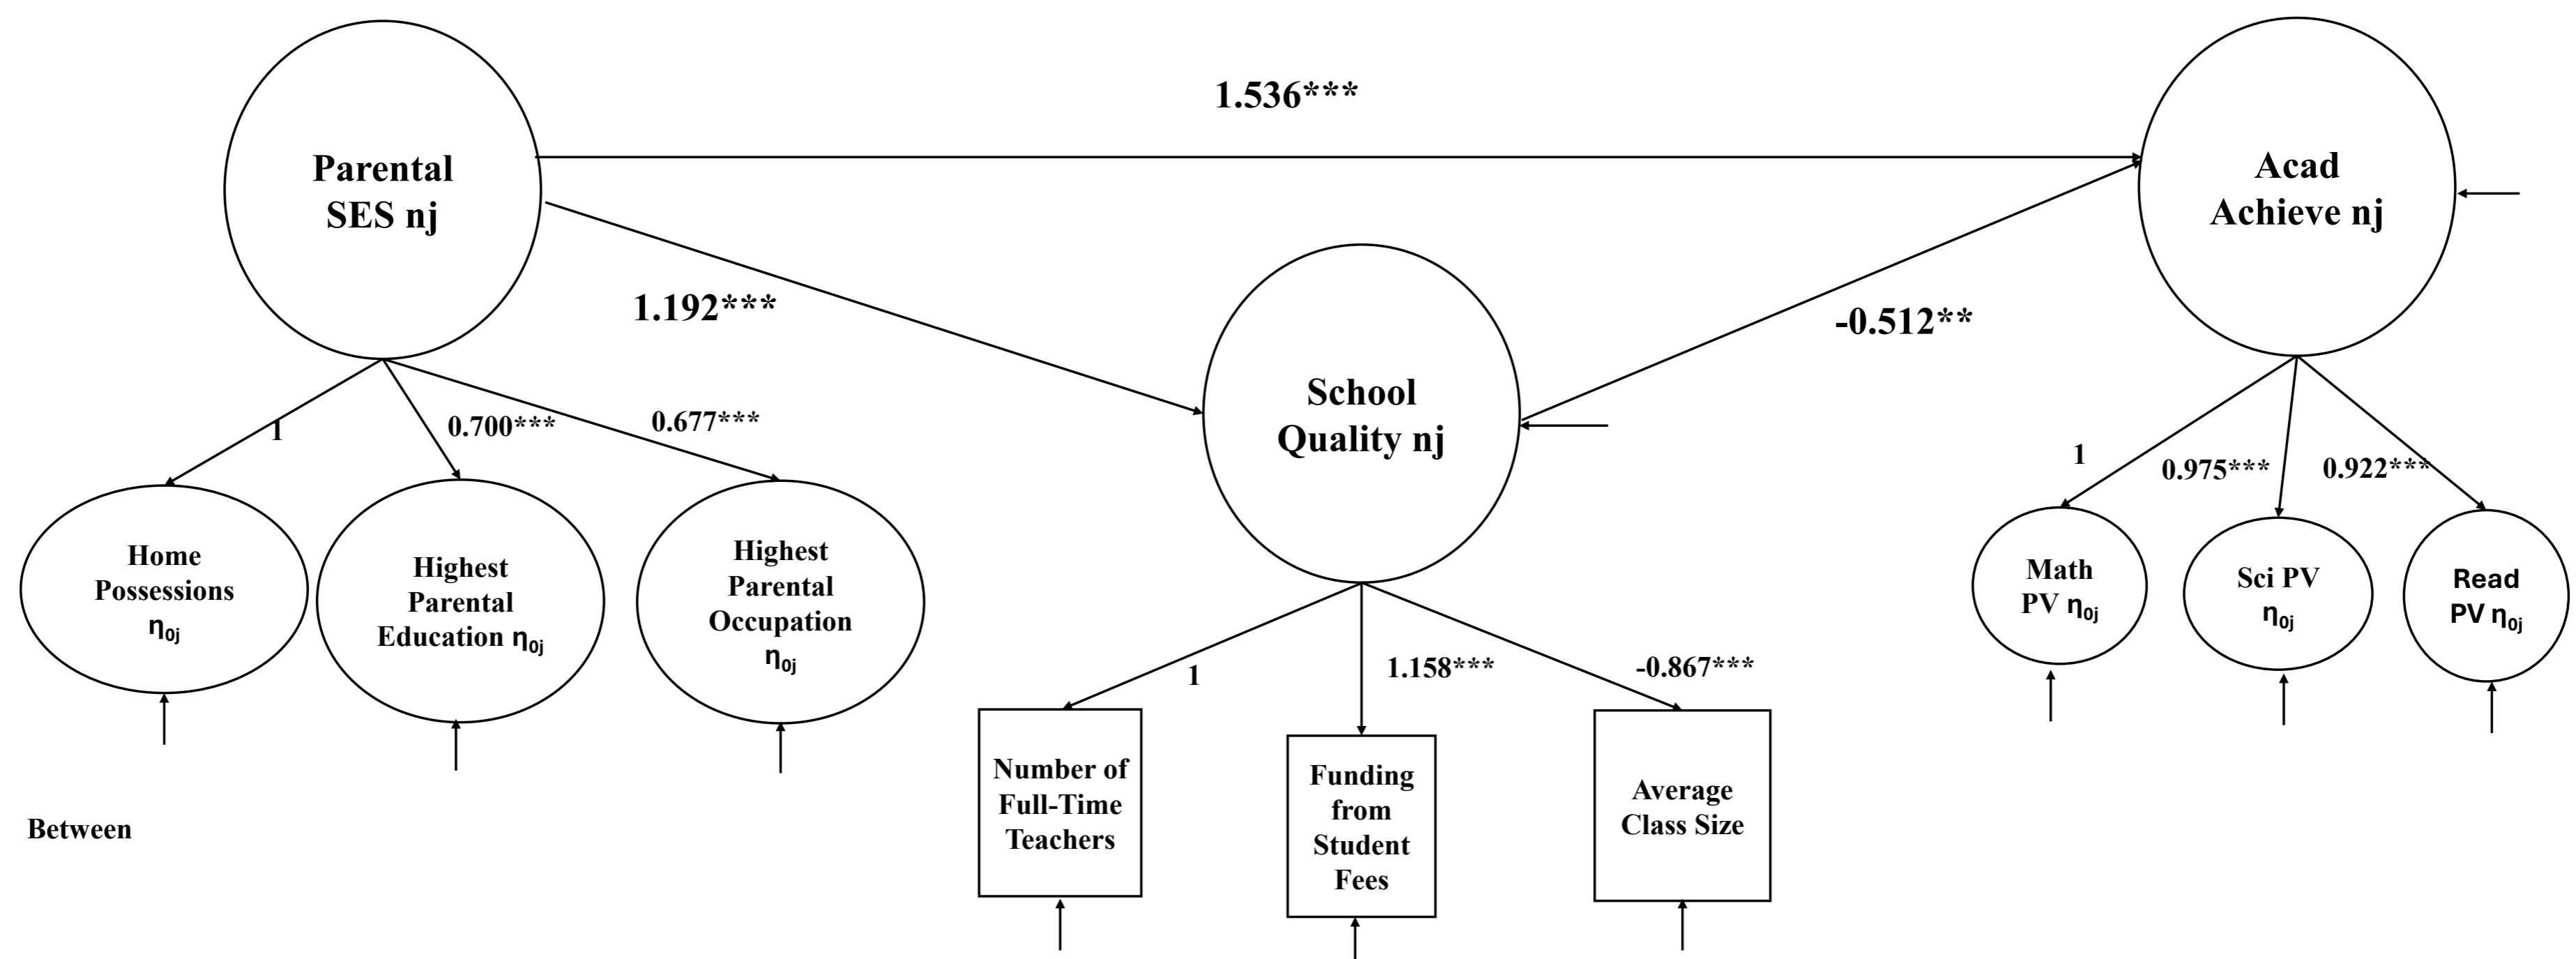 1.536***
Parental
SES nj
Acad
Achieve nj
1.192***
-0.512**
School
Quality nj
1
0.700***
0.677***
1
0.975***
0.922***
Home
Possessions
η0j
Highest
Parental
Education η0j
Highest
Parental
Occupation
η0j
Math
PV η0j
Sci PV
η0j
Read
PV η0j
1
1.158***
-0.867***
Number of
Full-Time
Teachers
Funding
from
Student
Fees
Average
Class Size
Between